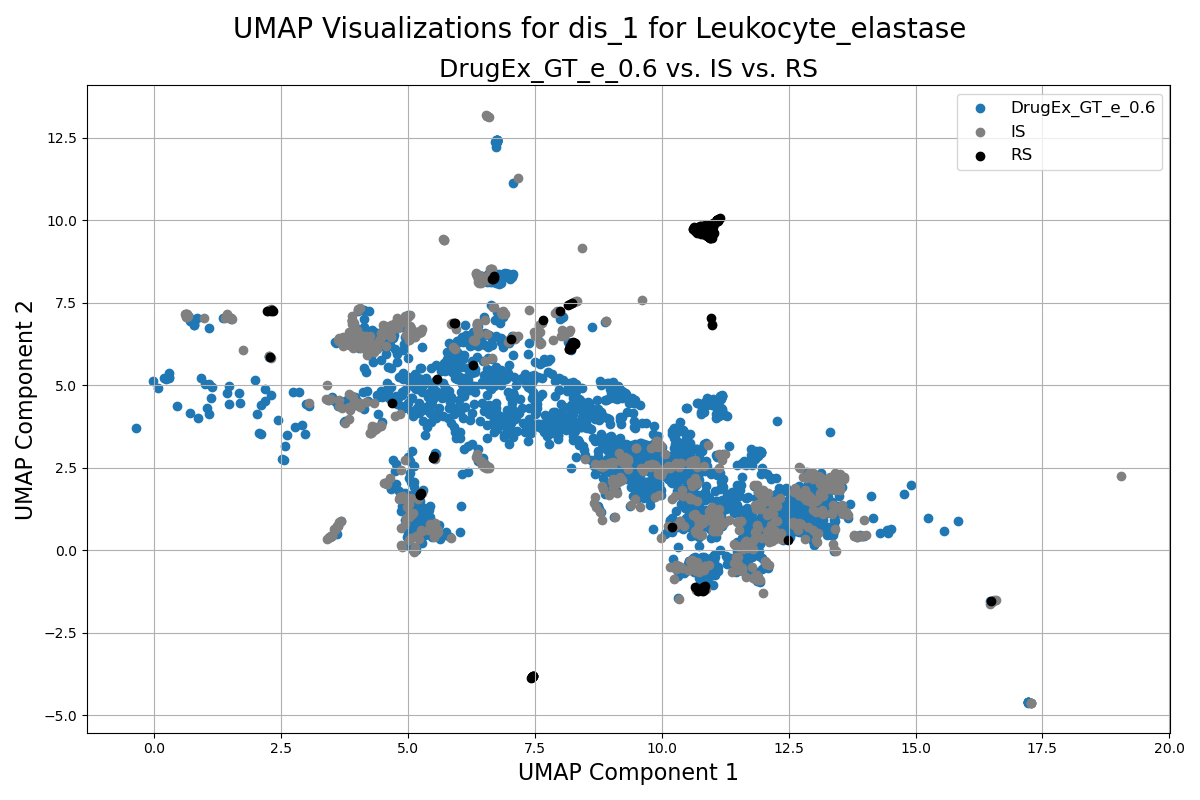 UMAP Visualizations for dis_1 for Leukocyte_elastase
DrugEx_GT_e_0.6 vs. IS vs. RS
DrugEx_GT_e_0.6
IS
RS
UMAP Component 2
12.5
10.0
7.5
5.0
2.5
0.0
−2.5
−5.0
0.0 2.5 5.0 7.5 10.0 12.5 15.0 17.5 20.0
UMAP Component 1